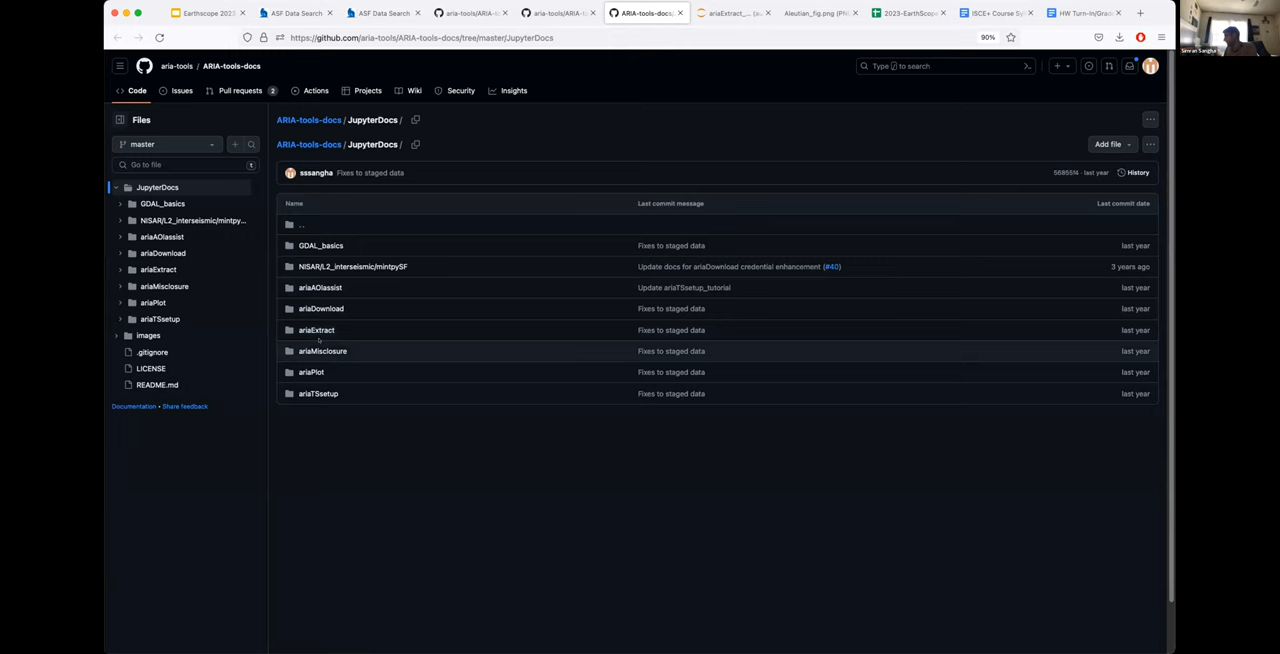 Earthscope 2023
ASF Data Search
ASF Data Search
aria-tools/ARIA-t
aria-tools/ARIA-to
ARIA-tools-docs/
ariaExtract_... (a
Aleutian_fig.png (PN
2023-EarthScope
ISCE+ Course Sy
HW Turn-In/Grad
https://github.com/aria-tools/ARIA-tools-docs/tree/master/JupyterDocs
90%
Simran Sangha
aria-tools / ARIA-tools-docs
Type / to search
Code
Issues
Pull requests 2
Actions
Projects
Wiki
Security
Insights
Files
master
Go to file
t
JupyterDocs
GDAL_basics
NISAR/L2_interseismic/mintpy...
ariaAOIassist
ariaDownload
ariaExtract
ariaMisclosure
ariaPlot
ariaTSsetup
images
.gitignore
LICENSE
README.md
Documentation • Share feedback
ARIA-tools-docs / JupyterDocs /
ARIA-tools-docs / JupyterDocs /
Add file
sssangha Fixes to staged data
5685514 · last year
History
Name Last commit message Last commit date
..
GDAL_basics Fixes to staged data last year
NISAR/L2_interseismic/mintpySF Update docs for ariaDownload credential enhancement (#40) 3 years ago
ariaAOIassist Update ariaTSsetup_tutorial last year
ariaDownload Fixes to staged data last year
ariaExtract Fixes to staged data last year
ariaMisclosure Fixes to staged data last year
ariaPlot Fixes to staged data last year
ariaTSsetup Fixes to staged data last year